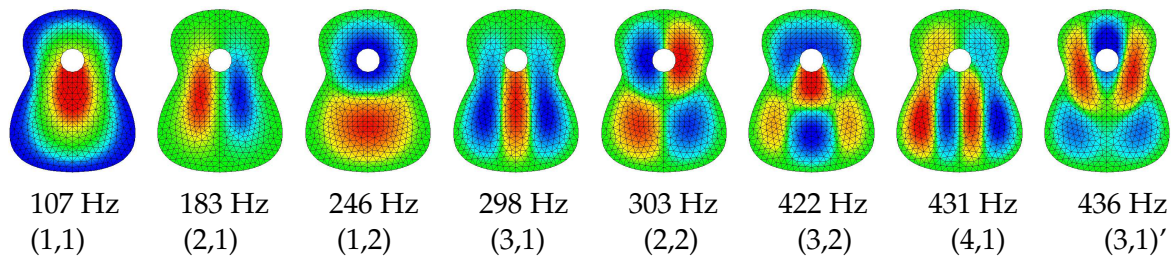 107 Hz 183 Hz 246 Hz 298 Hz 303 Hz 422 Hz 431 Hz 436 Hz
(1,1) (2,1) (1,2) (3,1) (2,2) (3,2) (4,1) (3,1)’